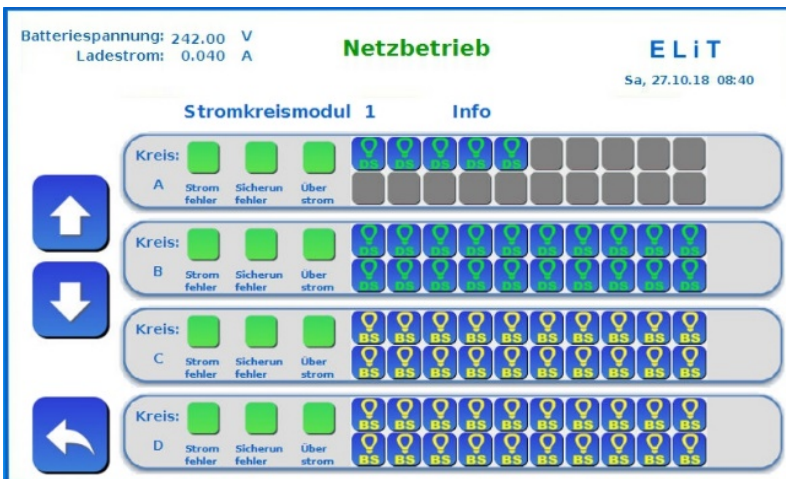 Batteriespannung: 242.00 V
Ladestrom: 0.040 A
Netzbetrieb
ELiT
Sa, 27.10.18 08:40
Stromkreismodul 1 Info
Kreis: A
Strom fehler
Sicherun fehler
Über strom
DS DS DS DS DS
Kreis: B
Strom fehler
Sicherun fehler
Über strom
DS DS DS DS DS DS DS DS DS DS
DS DS DS DS DS DS DS DS DS DS
Kreis: C
Strom fehler
Sicherun fehler
Über strom
BS BS BS BS BS BS BS BS BS BS
BS BS BS BS BS BS BS BS BS BS
Kreis: D
Strom fehler
Sicherun fehler
Über strom
BS BS BS BS BS BS BS BS BS BS
BS BS BS BS BS BS BS BS BS BS